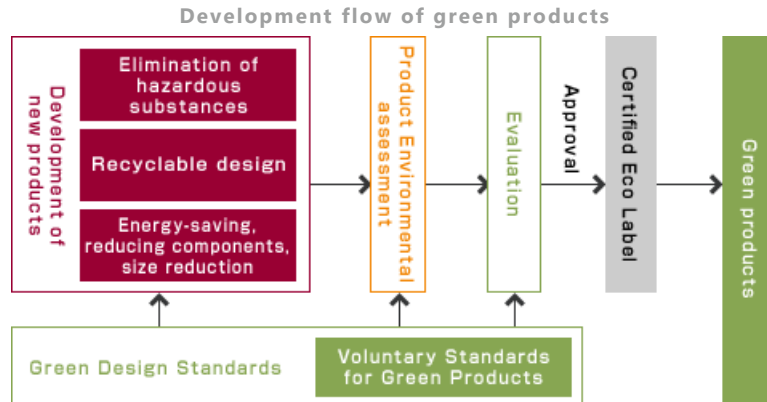 Development flow of green products
Development of
new products
Elimination of
hazardous
substances
Recyclable design
Energy-saving,
reducing components,
size reduction
Product Environmental
assessment
Evaluation
Approval
Certified Eco Label
Green products
Green Design Standards
Voluntary Standards
for Green Products